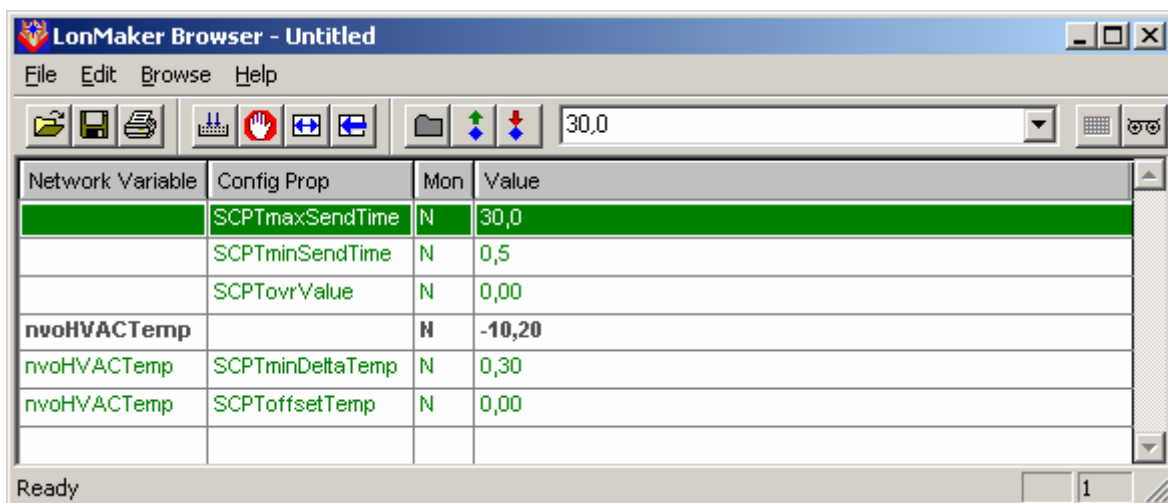 LonMaker Browser - Untitled
File Edit Browse Help
30,0
Network Variable Config Prop Mon Value
SCPTmaxSendTime N 30,0
SCPTminSendTime N 0,5
SCPTovrValue N 0,00
nvoHVACTemp N -10,20
nvoHVACTemp SCPTminDeltaTemp N 0,30
nvoHVACTemp SCPToffsetTemp N 0,00
Ready 1